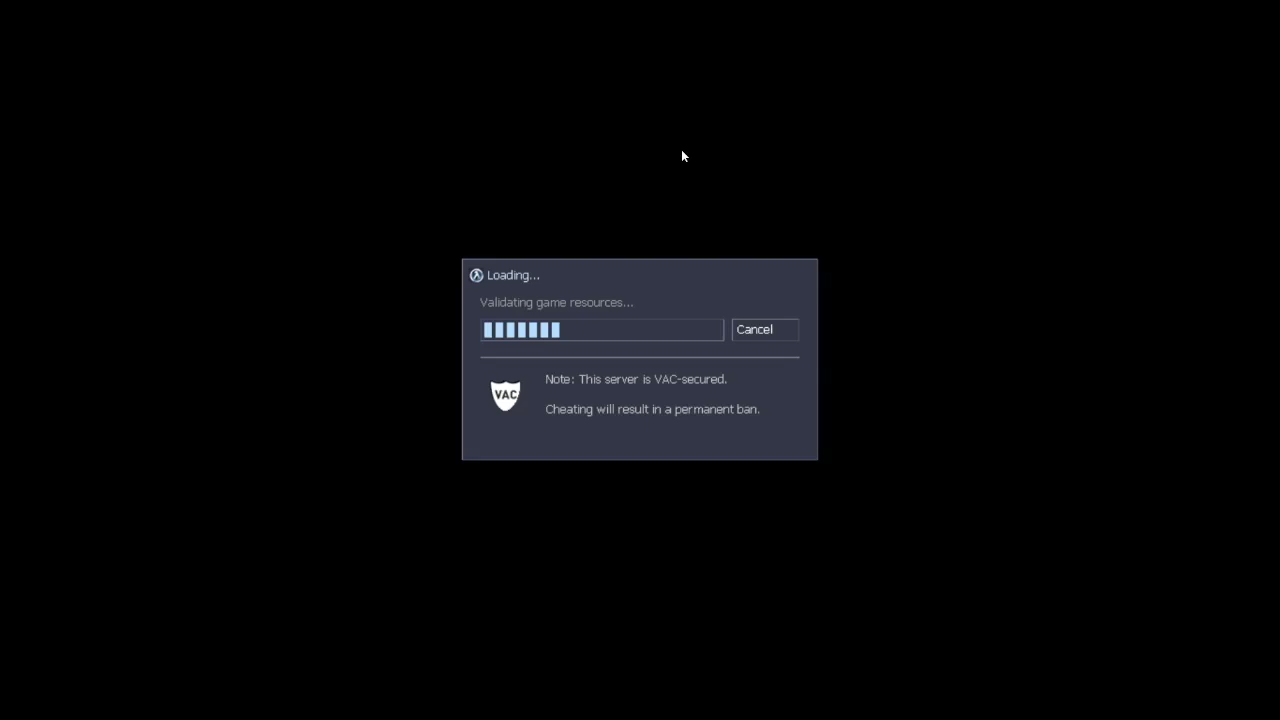 Loading...
Validating game resources...
Cancel
VAC
Note: This server is VAC-secured.
Cheating will result in a permanent ban.